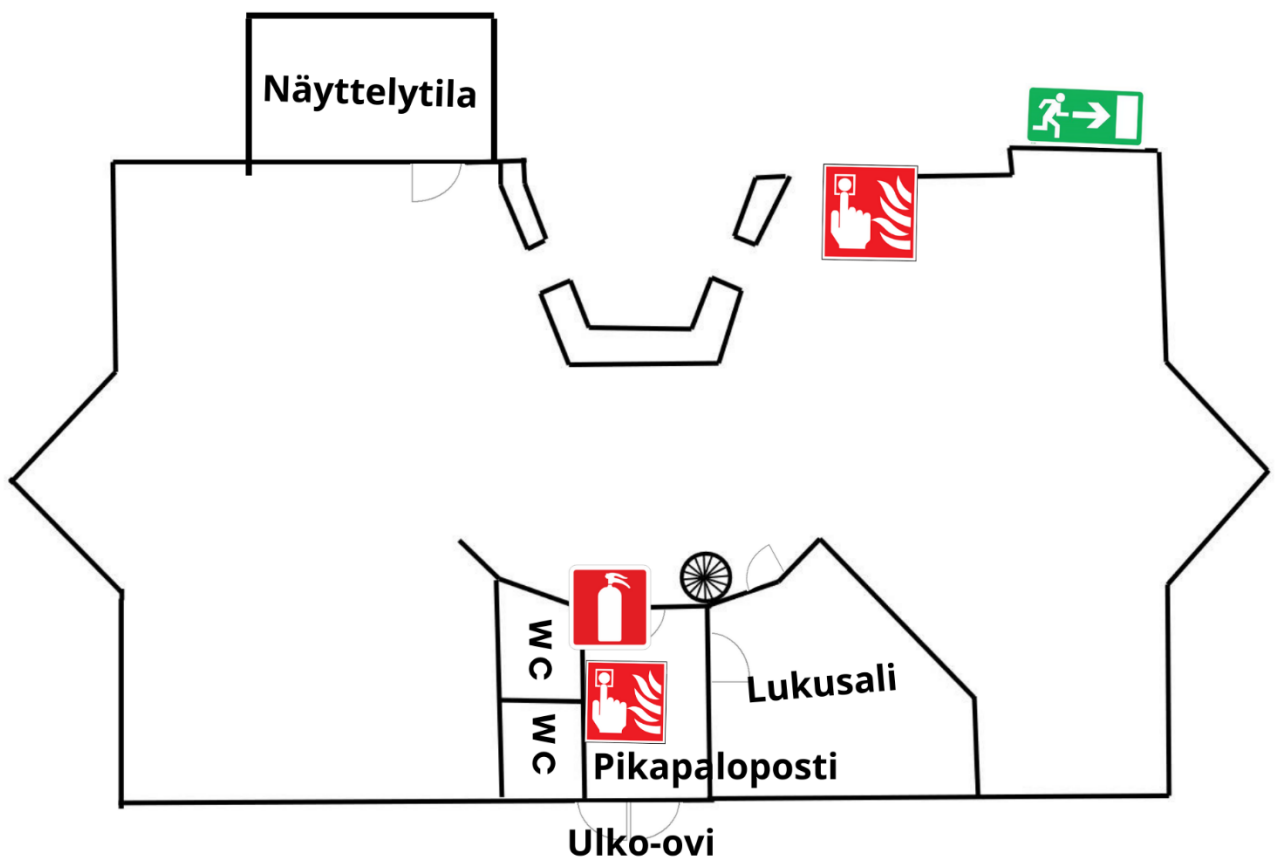 Näyttelytila
WC
Lukusali
WC
Pikapaloposti
Ulko-ovi